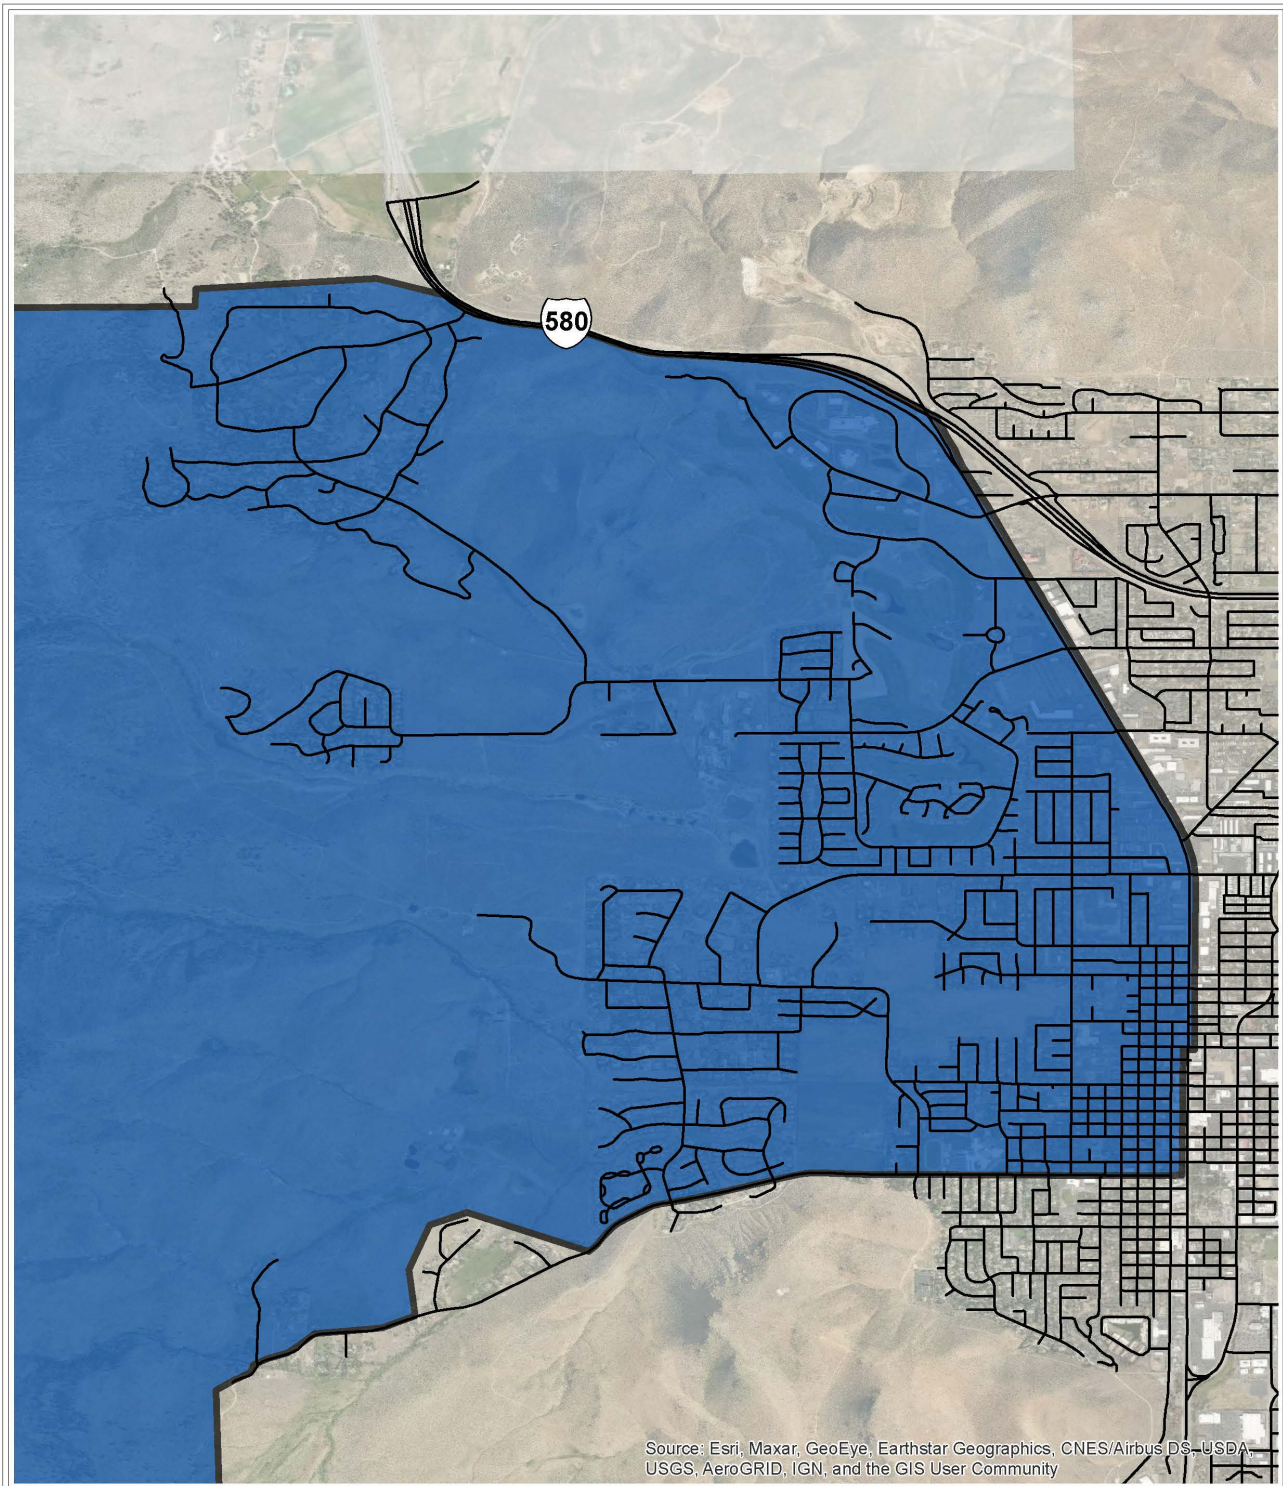 580
Source: Esri, Maxar, GeoEye, Earthstar Geographics, CNES/Airbus DS, USDA,
USGS, AeroGRID, IGN, and the GIS User Community